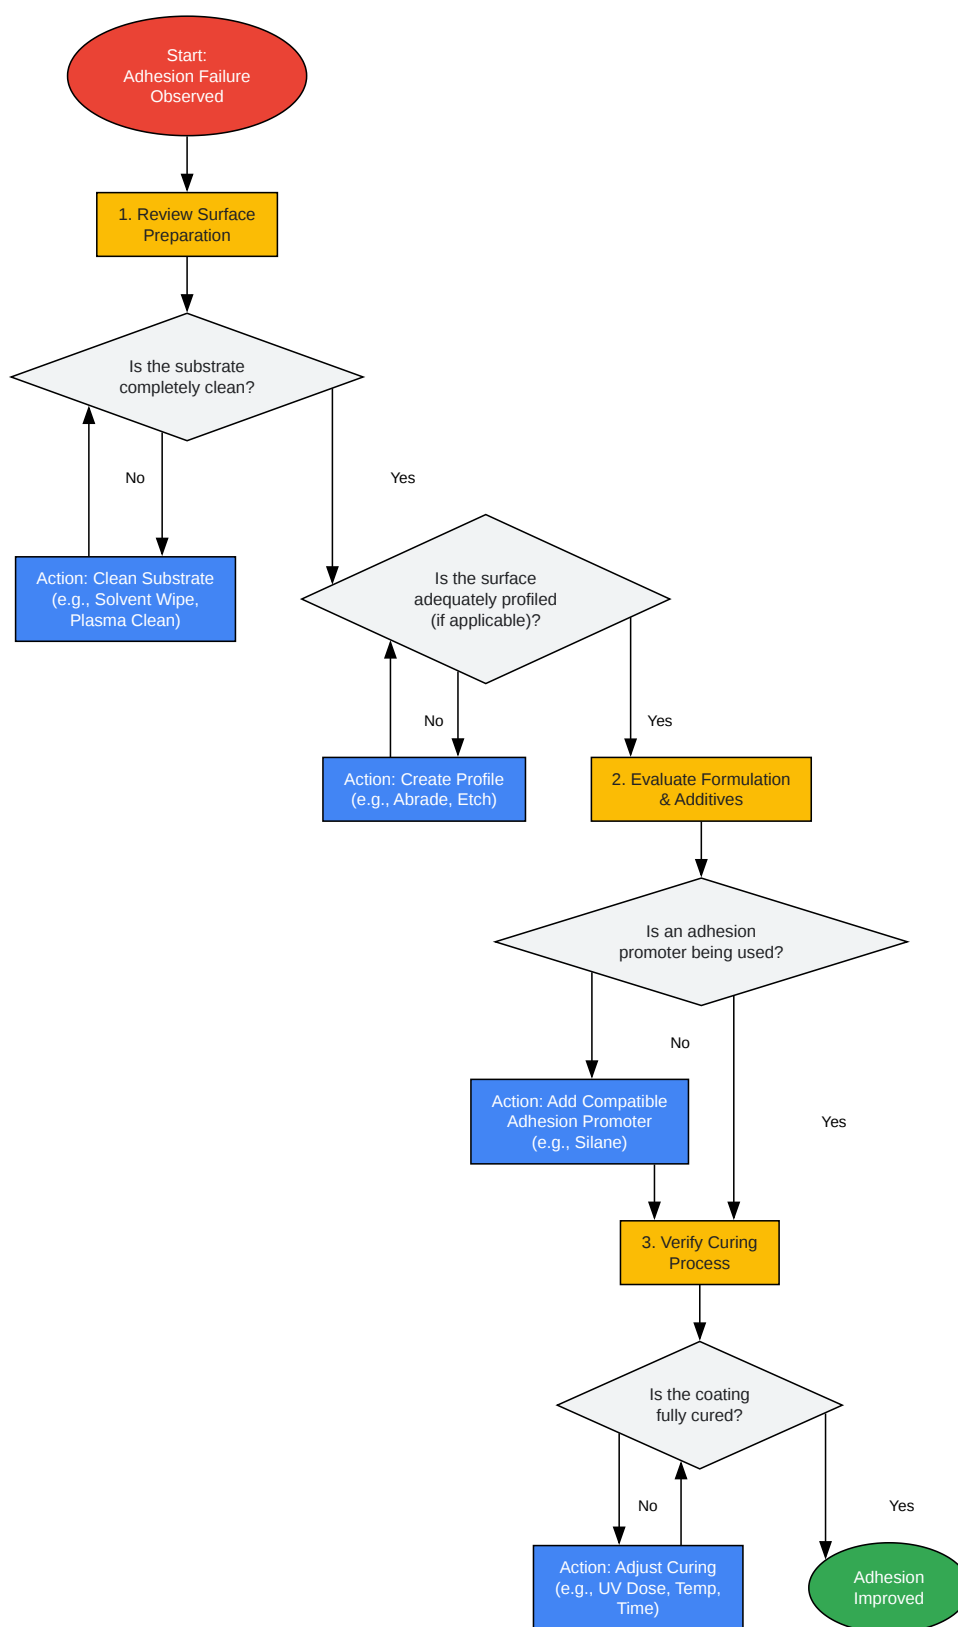 Start:
Adhesion Failure
Observed
1. Review Surface
Preparation
Is the substrate
completely clean?
No
Yes
Action: Clean Substrate
(e.g., Solvent Wipe,
Plasma Clean)
Is the surface
adequately profiled
(if applicable)?
No
Yes
Action: Create Profile
(e.g., Abrade, Etch)
2. Evaluate Formulation
& Additives
Is an adhesion
promoter being used?
No
Yes
Action: Add Compatible
Adhesion Promoter
(e.g., Silane)
3. Verify Curing
Process
Is the coating
fully cured?
No
Yes
Action: Adjust Curing
(e.g., UV Dose, Temp,
Time)
Adhesion
Improved